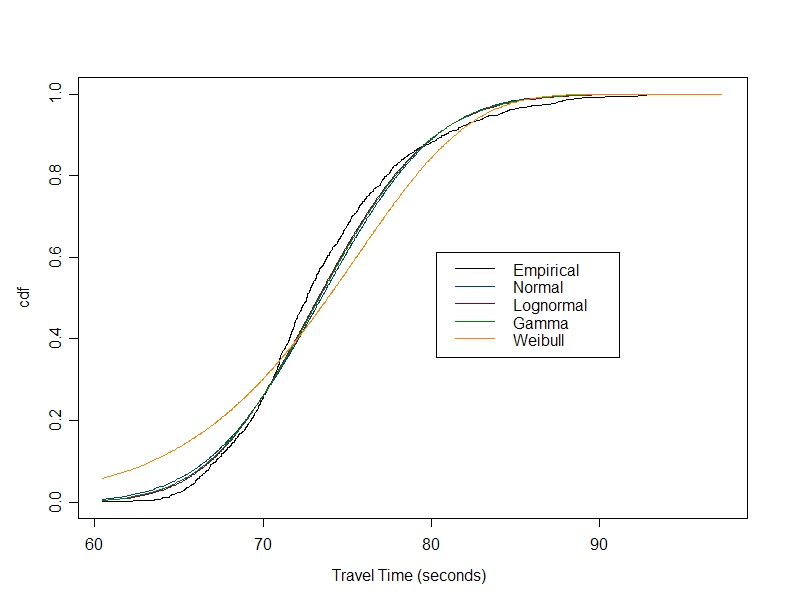 1.0
0.8
0.6
0.4
0.2
0.0
cdf
Empirical
Normal
Lognormal
Gamma
Weibull
60 70 80 90
Travel Time (seconds)